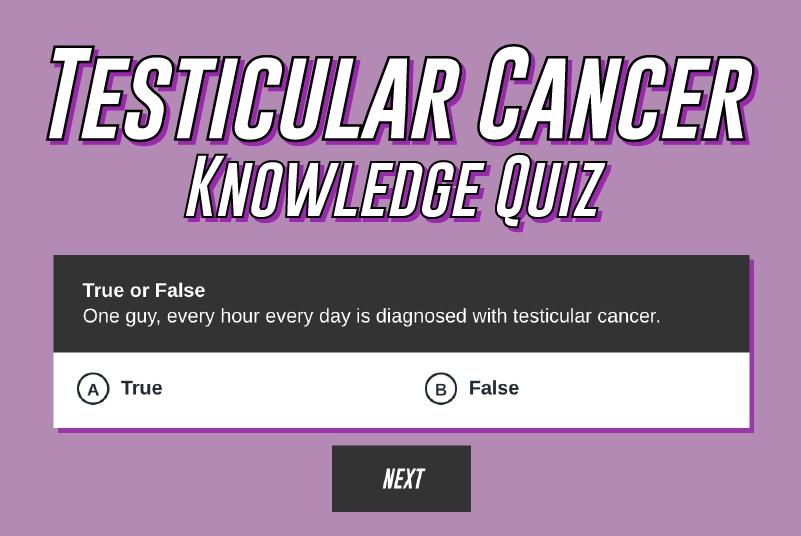 Testicular Cancer
Knowledge Quiz
True or False
One guy, every hour every day is diagnosed with testicular cancer.
A True
B False
NEXT